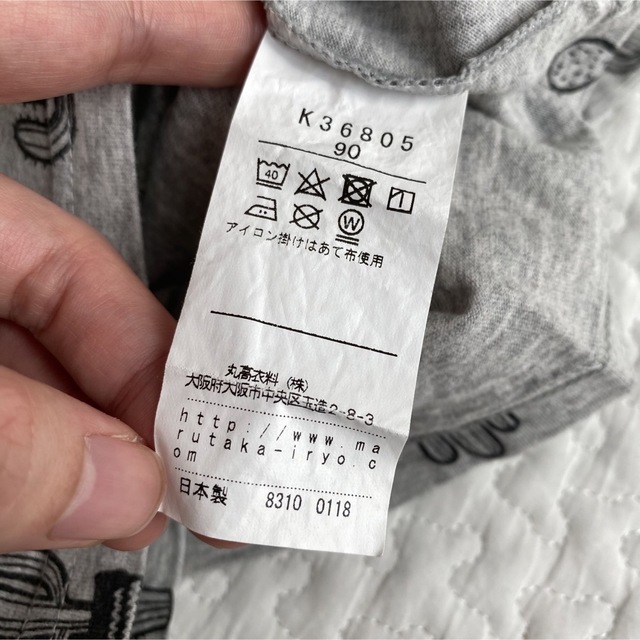 K36805
90
40
W
アイロン掛けはあて布使用
丸高衣料（株）
大阪府大阪市中央区玉造2-8-3
http://www.ma
rutaka-iryo.c
om
日本製 8310 0118